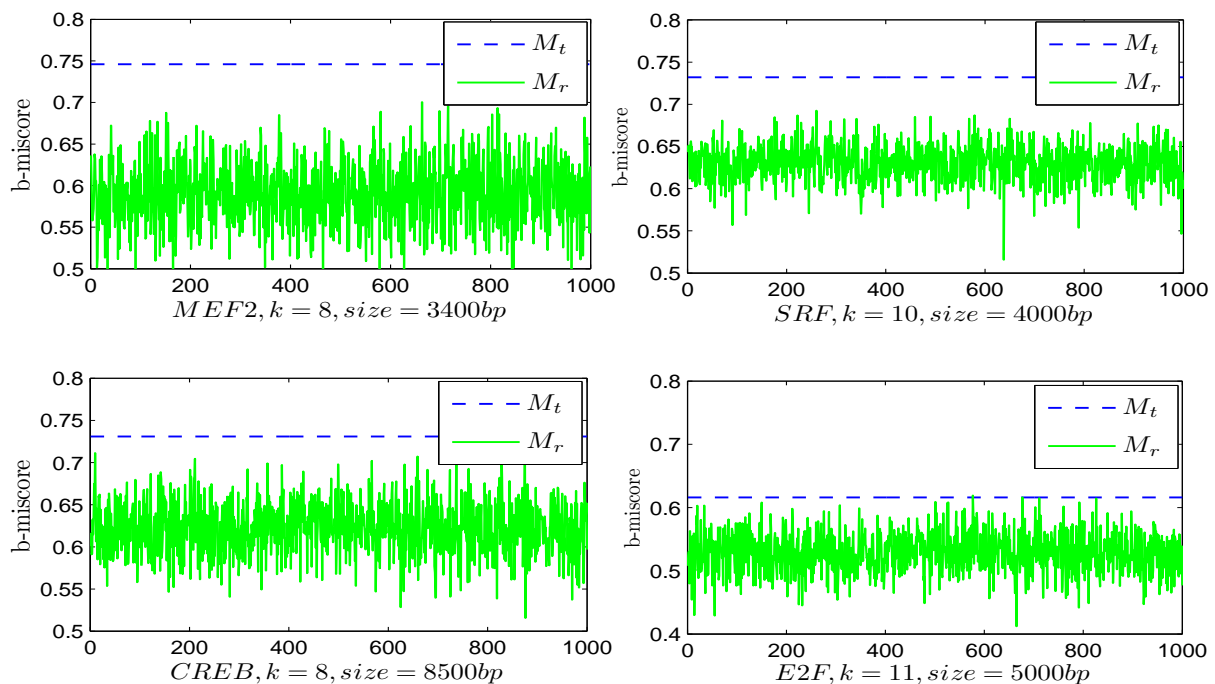 0.8
0.75
0.7
0.65
0.6
0.55
0.5
b-miscore
M_t
M_r
0 200 400 600 800 1000
MEF2, k = 8, size = 3400bp
0.8
0.75
0.7
0.65
0.6
0.55
0.5
b-miscore
M_t
M_r
0 200 400 600 800 1000
SRF, k = 10, size = 4000bp
0.8
0.75
0.7
0.65
0.6
0.55
0.5
b-miscore
M_t
M_r
0 200 400 600 800 1000
CREB, k = 8, size = 8500bp
0.8
0.7
0.6
0.5
0.4
b-miscore
M_t
M_r
0 200 400 600 800 1000
E2F, k = 11, size = 5000bp